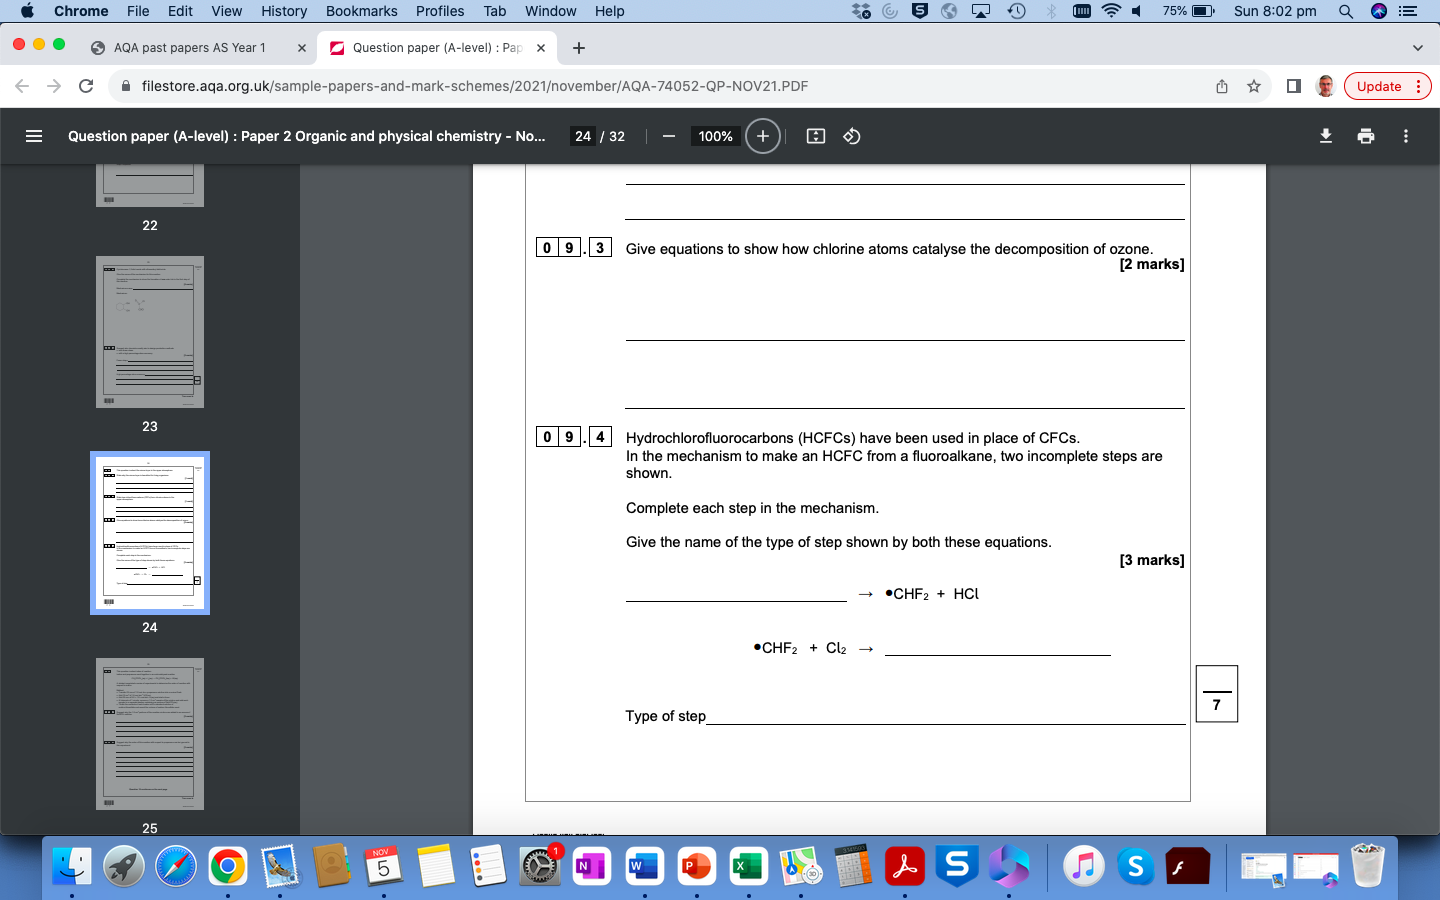 Chrome File Edit View History Bookmarks Profiles Tab Window Help 75% Sun 8:02 pm
AQA past papers AS Year 1 Question paper (A-level) : Pap
filestore.aqa.org.uk/sample-papers-and-mark-schemes/2021/november/AQA-74052-QP-NOV21.PDF Update
Question paper (A-level) : Paper 2 Organic and physical chemistry - No... 24 / 32 100%
22
23
24
25
0 9 . 3 Give equations to show how chlorine atoms catalyse the decomposition of ozone.
[2 marks]
0 9 . 4 Hydrochlorofluorocarbons (HCFCs) have been used in place of CFCs.
In the mechanism to make an HCFC from a fluoroalkane, two incomplete steps are
shown.
Complete each step in the mechanism.
Give the name of the type of step shown by both these equations.
[3 marks]
→ •CHF₂ + HCl
•CHF₂ + Cl₂ →
Type of step
7
NOV
5
1
N
W
P
X
S
S